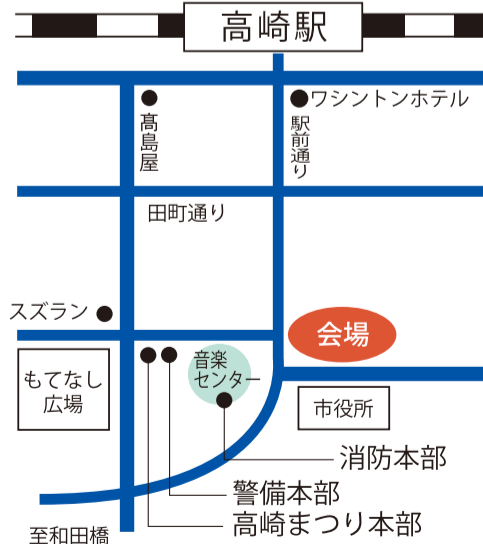 高崎駅
ワシントンホテル
髙島屋
駅前通り
田町通り
スズラン
会場
音楽
センター
もてなし
広場
市役所
消防本部
警備本部
高崎まつり本部
至和田橋